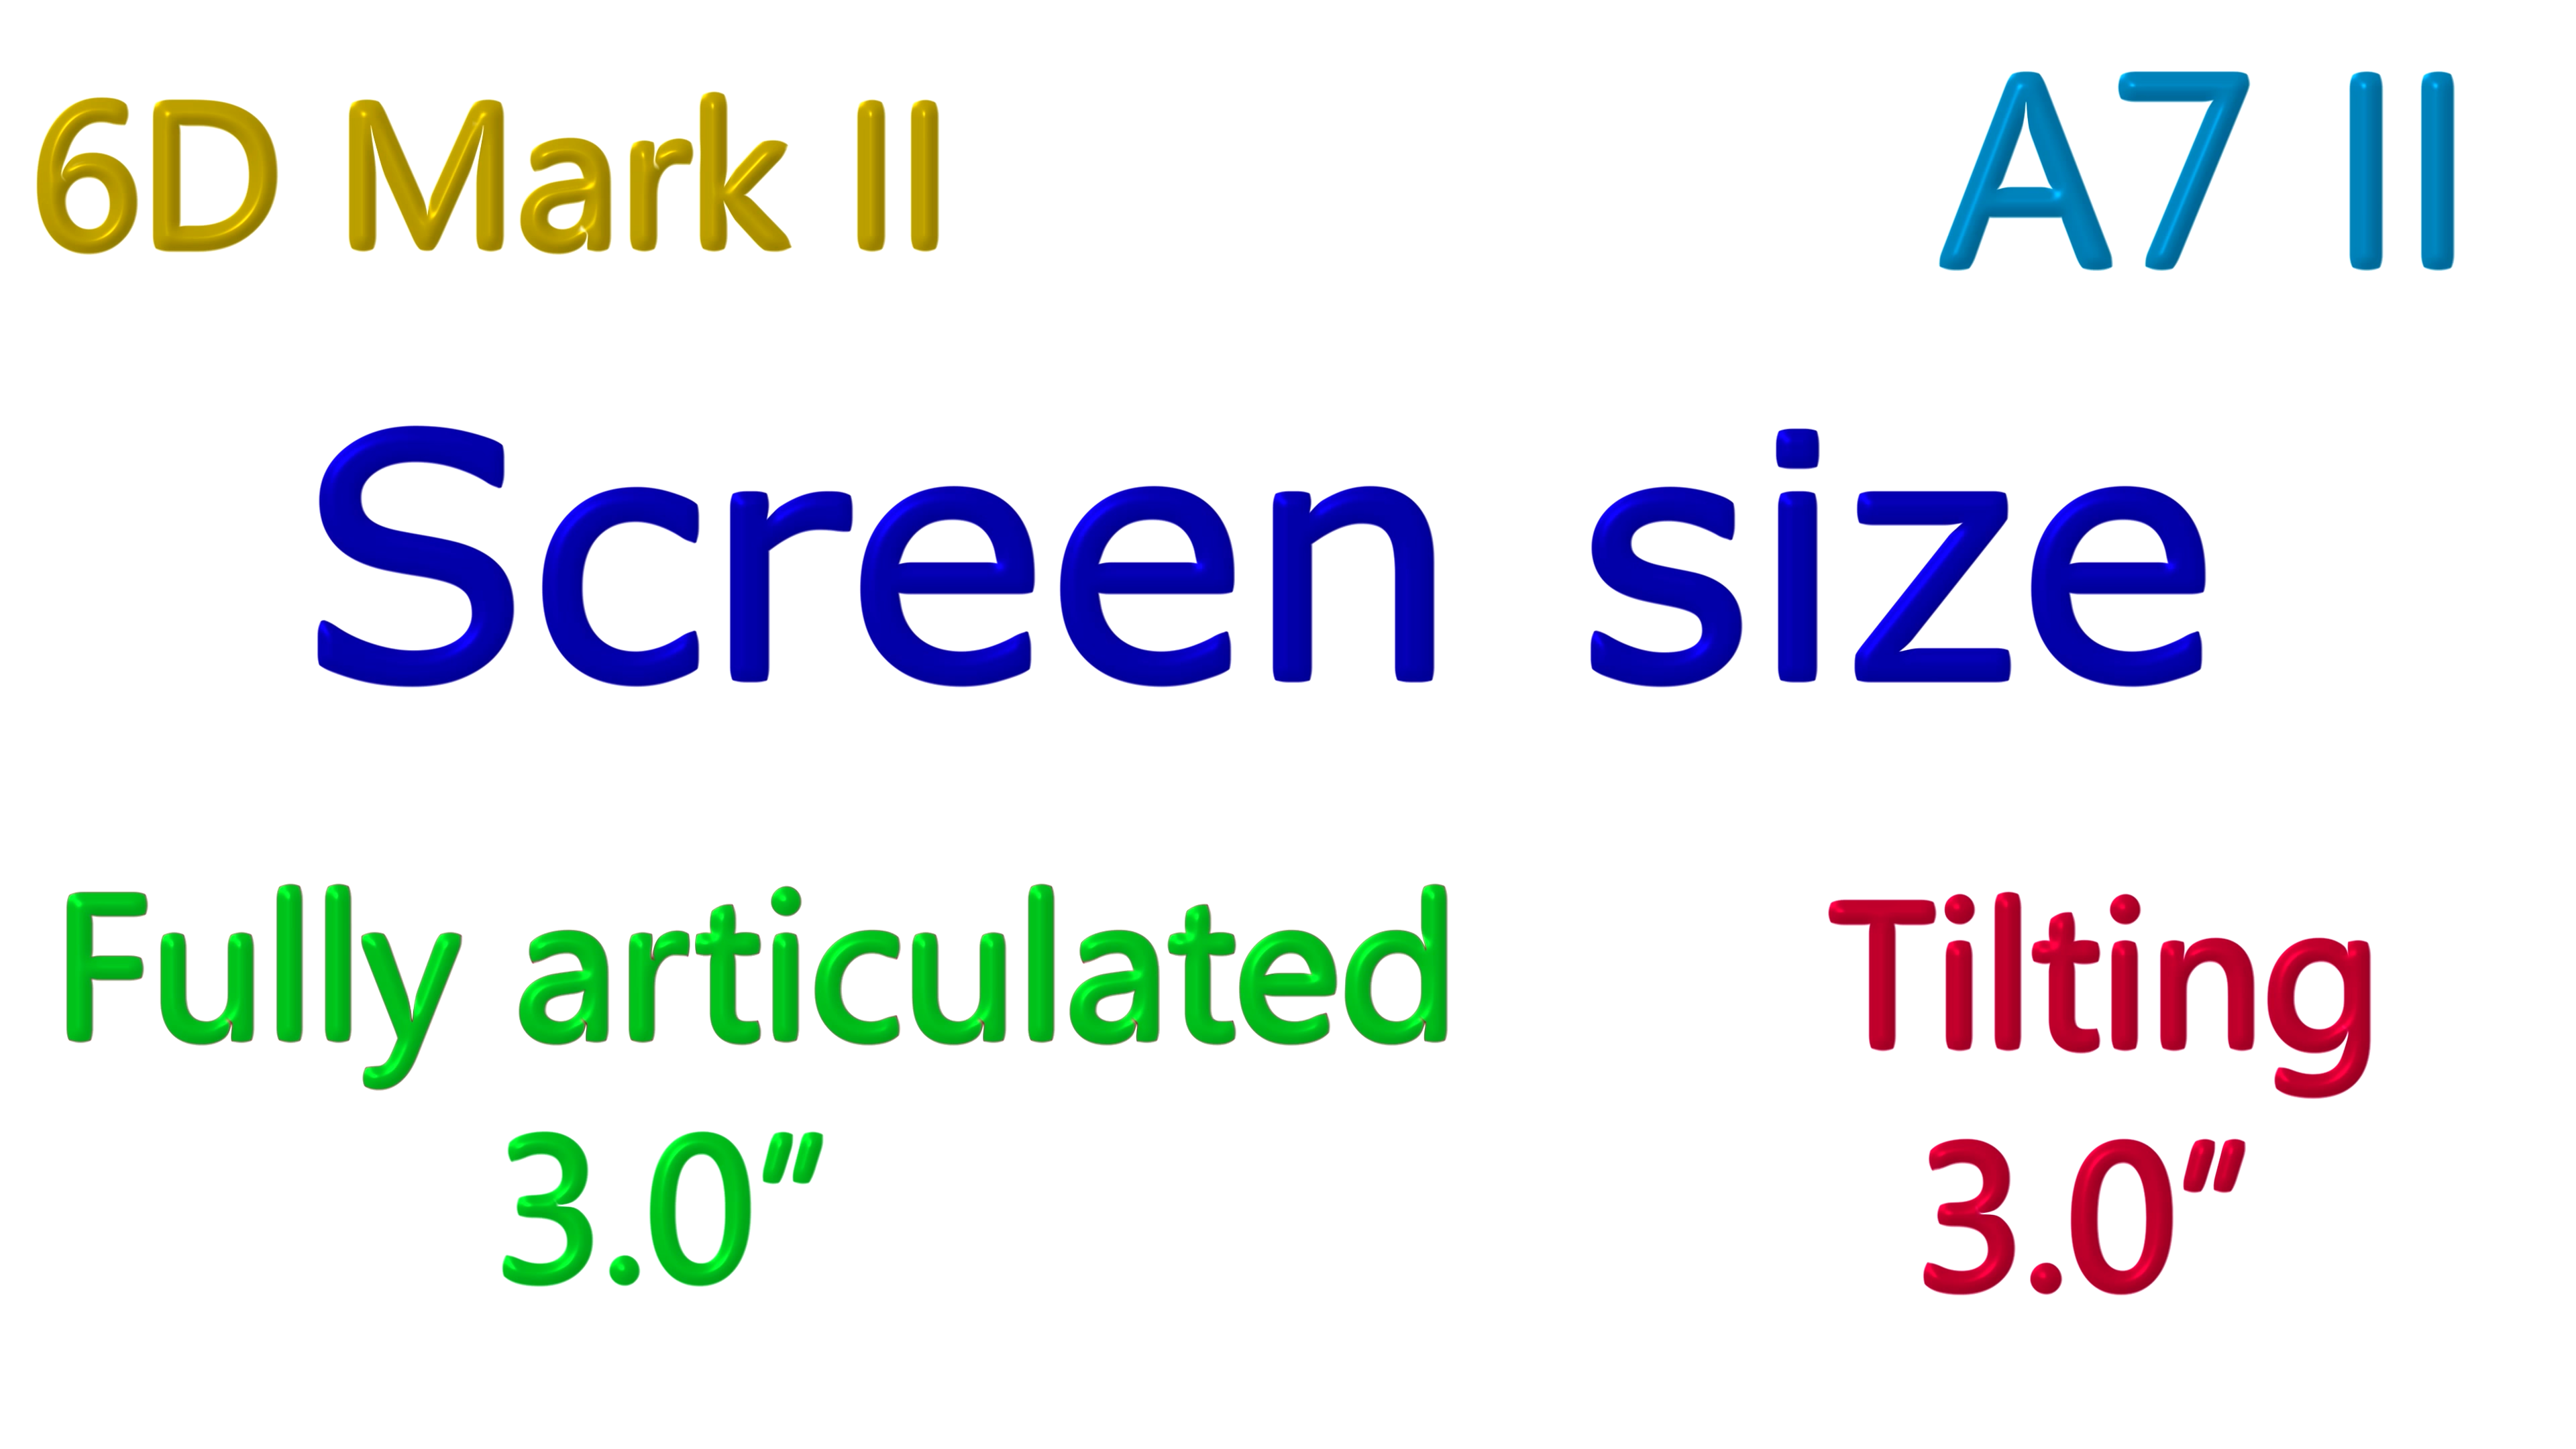 6D Mark II
A7 II
Screen size
Fully articulated
3.0"
Tilting
3.0"